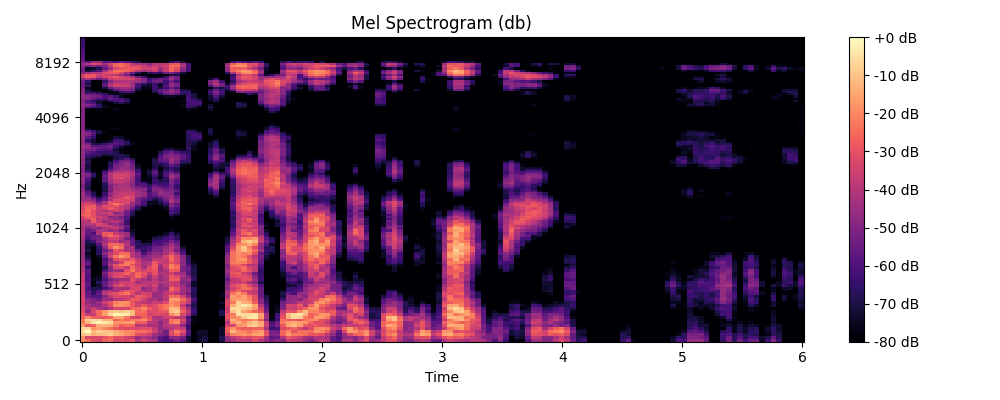 Mel Spectrogram (db)
8192
4096
2048
1024
512
0
Hz
0 1 2 3 4 5 6
Time
+0 dB
-10 dB
-20 dB
-30 dB
-40 dB
-50 dB
-60 dB
-70 dB
-80 dB